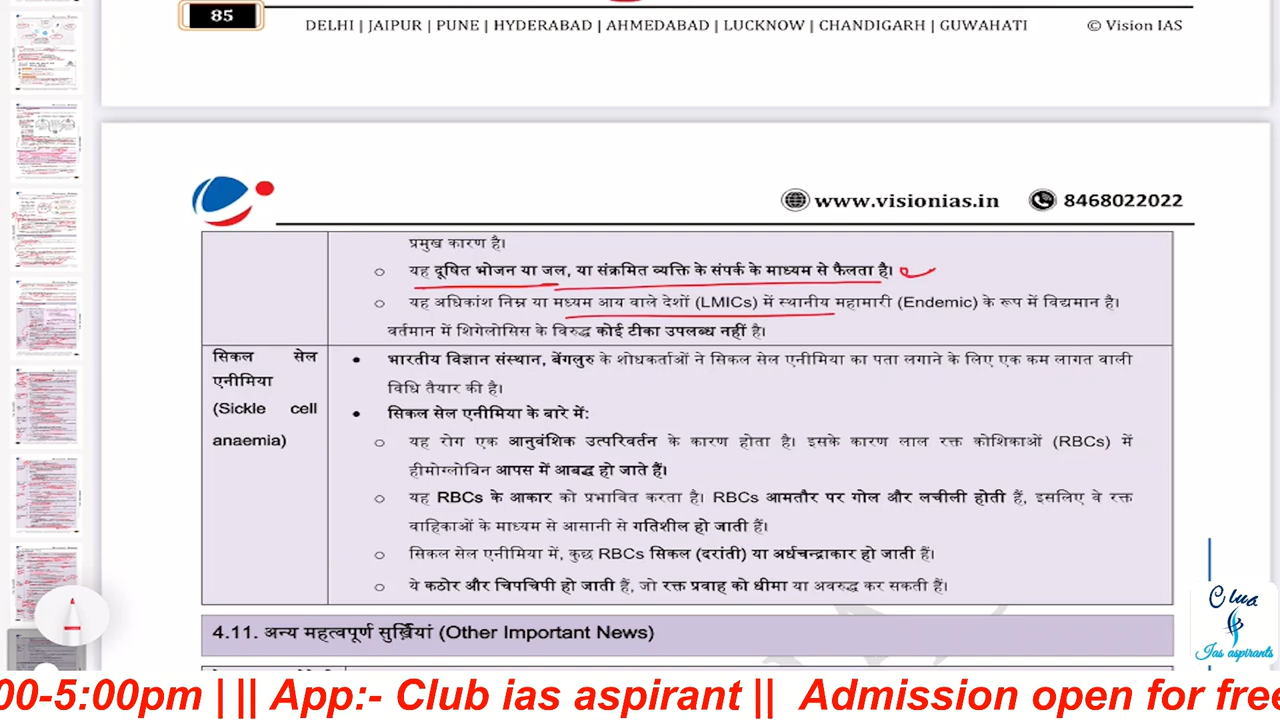 85
DELHI | JAIPUR | PUNE | HYDERABAD | AHMEDABAD | LUCKNOW | CHANDIGARH | GUWAHATI © Vision IAS
www.visionias.in 8468022022
प्रमुख कारण है।
○ यह दूषित भोजन या जल, या संक्रमित व्यक्ति के संपर्क के माध्यम से फैलता है।
○ यह अधिकतर निम्न या मध्यम आय वाले देशों (LMICs) में स्थानीय महामारी (Endemic) के रूप में विद्यमान है।
वर्तमान में के विरुद्ध कोई टीका उपलब्ध नहीं है।
सिकल सेल
एनीमिया
(Sickle cell
anaemia)
• भारतीय विज्ञान संस्थान, बेंगलुरु के शोधकर्ताओं ने सिकल सेल एनीमिया का पता लगाने के लिए एक कम लागत वाली
विधि तैयार की है।
• सिकल सेल एनीमिया के बारे में:
○ यह रोग एक आनुवंशिक उत्परिवर्तन के कारण होता है। इसके कारण लाल रक्त कोशिकाओं (RBCs) में
हीमोग्लोबिन आपस में आबद्ध हो जाते हैं।
○ यह RBCs के आकार को प्रभावित करता है। RBCs आमतौर पर गोल और लचीली होती हैं, इसलिए वे रक्त
वाहिकाओं के माध्यम से आसानी से गतिशील हो जाती हैं।
○ सिकल सेल एनीमिया में, कुछ RBCs सिकल (दरांती) या अर्धचन्द्राकार हो जाती हैं।
ये कठोर और चिपचिपी हो जाती हैं, जो रक्त प्रवाह को धीमा या अवरुद्ध कर सकती हैं।
4.11. अन्य महत्वपूर्ण सुर्ख़ियां (Other Important News)
Club
Ias aspirants
00-5:00pm | || App:- Club ias aspirant || Admission open for free